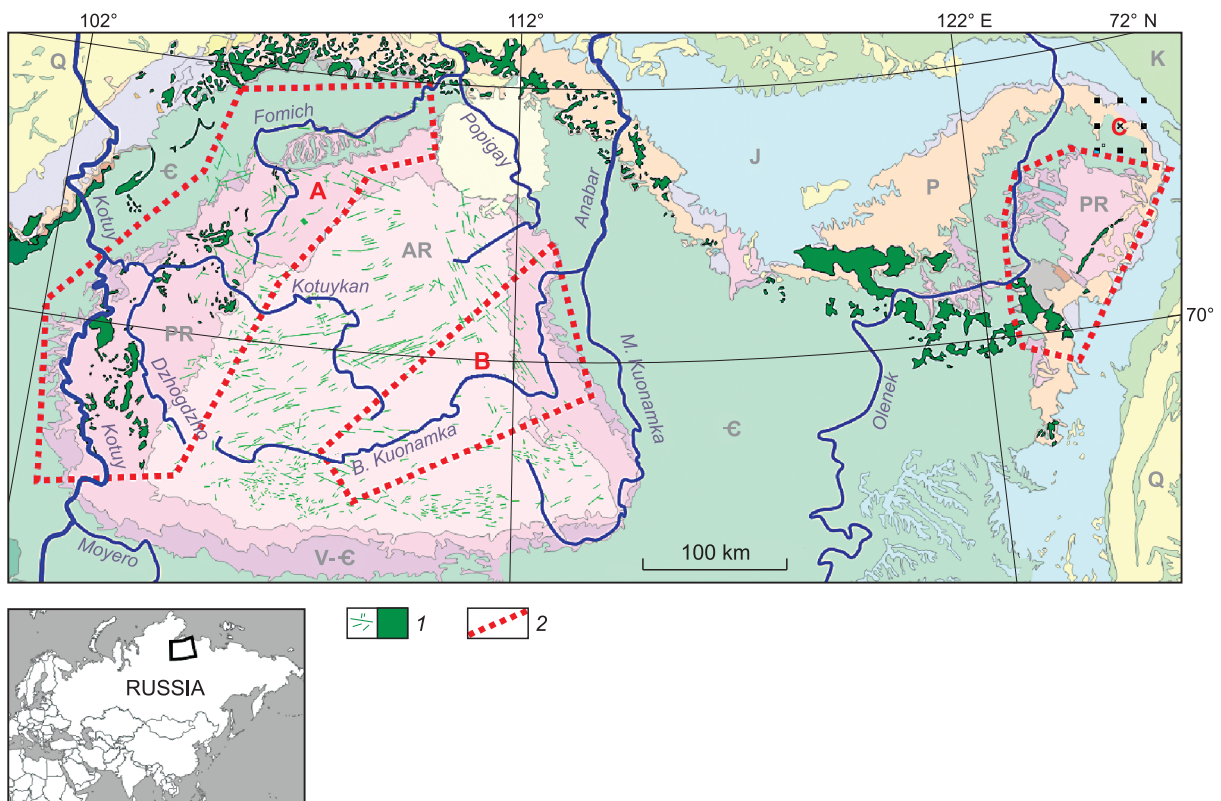 102°
112°
122° E
72° N
Q
K
Fomich
Popigay
Anabar
J
C
Є
Kotuy
A
P
PR
AR
Kotuykan
70°
PR
B
M. Kuonamka
Dzhogdzho
Olenek
Kotuy
B. Kuonamka
Є
Q
Moyero
V-Є
100 km
1
2
RUSSIA